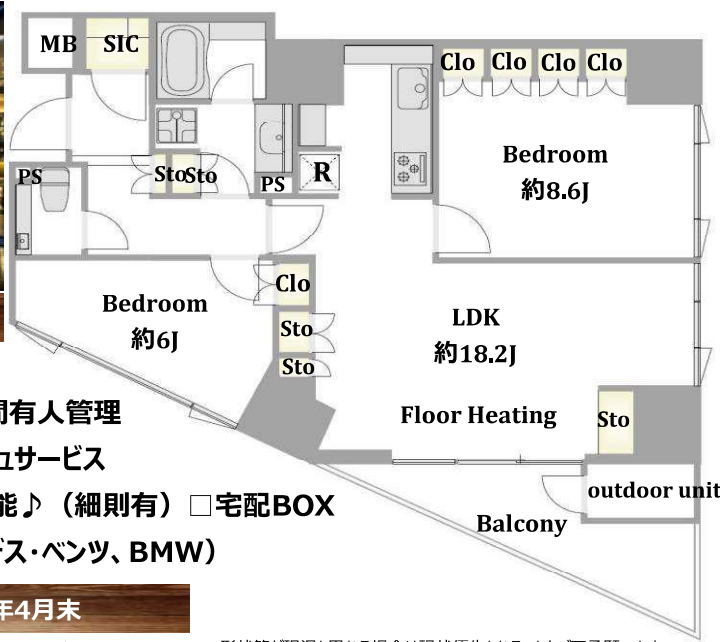 MB
SIC
Clo
Clo
Clo
Clo
Bedroom
約8.6J
PS
Sto
Sto
PS
R
Clo
Bedroom
約6J
Sto
LDK
約18.2J
Sto
間有人管理
Floor Heating
Sto
ュサービス
能♪（細則有）□宅配BOX
outdoor unit
Balcony
デス・ベンツ、BMW）
年4月末